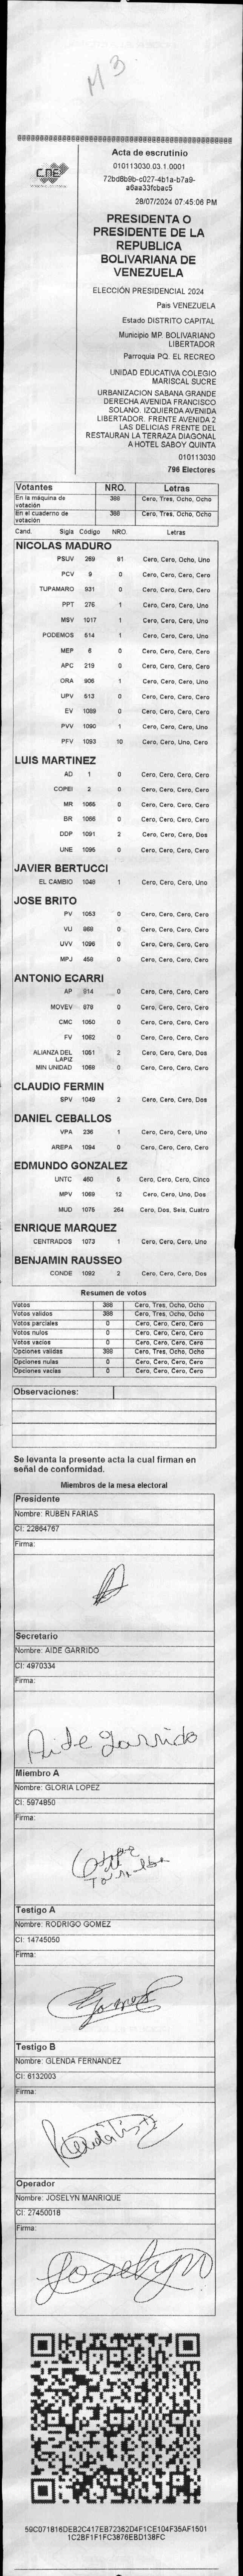 M3
CNE
Acta de escrutinio
010113030.03.1.0001
72bd8b9b-c027-4b1a-b7a9-
a6aa33fcbac5
28/07/2024 07:45:06 PM
PRESIDENTA O
PRESIDENTE DE LA
REPUBLICA
BOLIVARIANA DE
VENEZUELA
ELECCIÓN PRESIDENCIAL 2024
Pais VENEZUELA
Estado DISTRITO CAPITAL
Municipio MP. BOLIVARIANO
LIBERTADOR
Parroquia PQ. EL RECREO
UNIDAD EDUCATIVA COLEGIO
MARISCAL SUCRE
URBANIZACION SABANA GRANDE
DERECHA AVENIDA FRANCISCO
SOLANO. IZQUIERDA AVENIDA
LIBERTADOR. FRENTE AVENIDA 2
LAS DELICIAS FRENTE DEL
RESTAURAN LA TERRAZA DIAGONAL
A HOTEL SABOY QUINTA
010113030
796 Electores
Votantes NRO. Letras
En la máquina de votación 388 Cero, Tres, Ocho, Ocho
En el cuaderno de votación 388 Cero, Tres, Ocho, Ocho
Cand. Sigla Código NRO. Letras
NICOLAS MADURO
PSUV 269 81 Cero, Cero, Ocho, Uno
PCV 9 0 Cero, Cero, Cero, Cero
TUPAMARO 931 0 Cero, Cero, Cero, Cero
PPT 276 1 Cero, Cero, Cero, Uno
MSV 1017 1 Cero, Cero, Cero, Uno
PODEMOS 514 1 Cero, Cero, Cero, Uno
MEP 6 0 Cero, Cero, Cero, Cero
APC 219 0 Cero, Cero, Cero, Cero
ORA 906 1 Cero, Cero, Cero, Uno
UPV 513 0 Cero, Cero, Cero, Cero
EV 1089 0 Cero, Cero, Cero, Cero
PVV 1090 1 Cero, Cero, Cero, Uno
PFV 1093 10 Cero, Cero, Uno, Cero
LUIS MARTINEZ
AD 1 0 Cero, Cero, Cero, Cero
COPEI 2 0 Cero, Cero, Cero, Cero
MR 1065 0 Cero, Cero, Cero, Cero
BR 1066 0 Cero, Cero, Cero, Cero
DDP 1091 2 Cero, Cero, Cero, Dos
UNE 1095 0 Cero, Cero, Cero, Cero
JAVIER BERTUCCI
EL CAMBIO 1048 1 Cero, Cero, Cero, Uno
JOSE BRITO
PV 1053 0 Cero, Cero, Cero, Cero
VU 868 0 Cero, Cero, Cero, Cero
UVV 1096 0 Cero, Cero, Cero, Cero
MPJ 458 0 Cero, Cero, Cero, Cero
ANTONIO ECARRI
AP 914 0 Cero, Cero, Cero, Cero
MOVEV 679 0 Cero, Cero, Cero, Cero
CMC 1050 0 Cero, Cero, Cero, Cero
FV 1062 0 Cero, Cero, Cero, Cero
ALIANZA DEL LAPIZ 1051 2 Cero, Cero, Cero, Dos
MIN UNIDAD 1068 0 Cero, Cero, Cero, Cero
CLAUDIO FERMIN
SPV 1049 2 Cero, Cero, Cero, Dos
DANIEL CEBALLOS
VPA 236 1 Cero, Cero, Cero, Uno
AREPA 1094 0 Cero, Cero, Cero, Cero
EDMUNDO GONZALEZ
UNTC 460 5 Cero, Cero, Cero, Cinco
MPV 1069 12 Cero, Cero, Uno, Dos
MUD 1075 264 Cero, Dos, Seis, Cuatro
ENRIQUE MARQUEZ
CENTRADOS 1073 1 Cero, Cero, Cero, Uno
BENJAMIN RAUSSEO
CONDE 1092 2 Cero, Cero, Cero, Dos
Resumen de votos
Votos 388 Cero, Tres, Ocho, Ocho
Votos validos 388 Cero, Tres, Ocho, Ocho
Votos parciales 0 Cero, Cero, Cero, Cero
Votos nulos 0 Cero, Cero, Cero, Cero
Votos vacios 0 Cero, Cero, Cero, Cero
Opciones validas 388 Cero, Tres, Ocho, Ocho
Opciones nulas 0 Cero, Cero, Cero, Cero
Opciones vacias 0 Cero, Cero, Cero, Cero
Observaciones:
Se levanta la presente acta la cual firman en
señal de conformidad.
Miembros de la mesa electoral
Presidente
Nombre: RUBEN FARIAS
CI: 22864767
Firma:
Secretario
Nombre: AIDE GARRIDO
CI: 4970334
Firma:
Aide Garrido
Miembro A
Nombre: GLORIA LOPEZ
CI: 5974850
Firma:
Testigo A
Nombre: RODRIGO GOMEZ
CI: 14745050
Firma:
Testigo B
Nombre: GLENDA FERNANDEZ
CI: 6132003
Firma:
Operador
Nombre: JOSELYN MANRIQUE
CI: 27450018
Firma:
Joselyn
59C071816DEB2C417EB72362D4F1CE104F35AF1501
1C2BF1F1FC3876EBD138FC